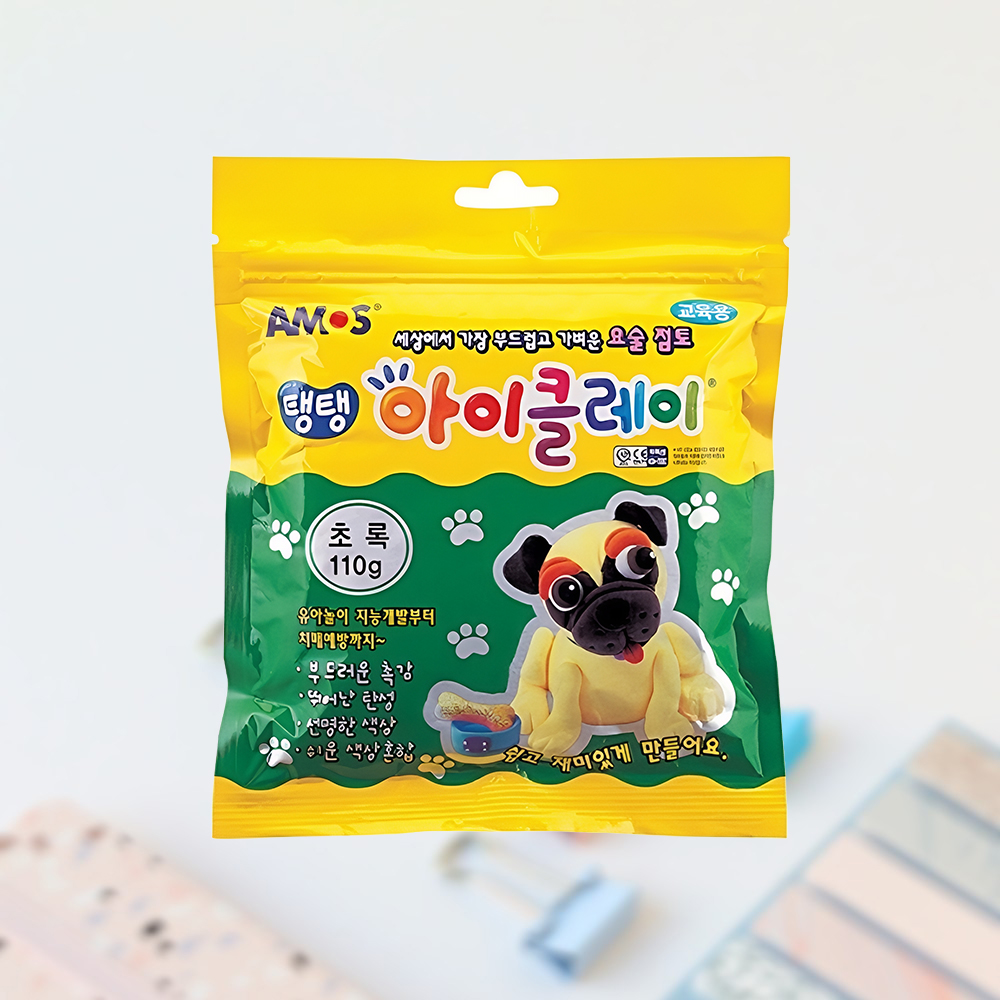 AMOS®
교육용
세상에서 가장 부드럽고 가벼운 요술 점토
탱탱 아이클레이®
CE
초록
110g
유아놀이 지능개발부터
치매예방까지~
· 부드러운 촉감
· 뛰어난 탄성
· 선명한 색상
· 쉬운 색상혼합
쉽고 재미있게 만들어요.